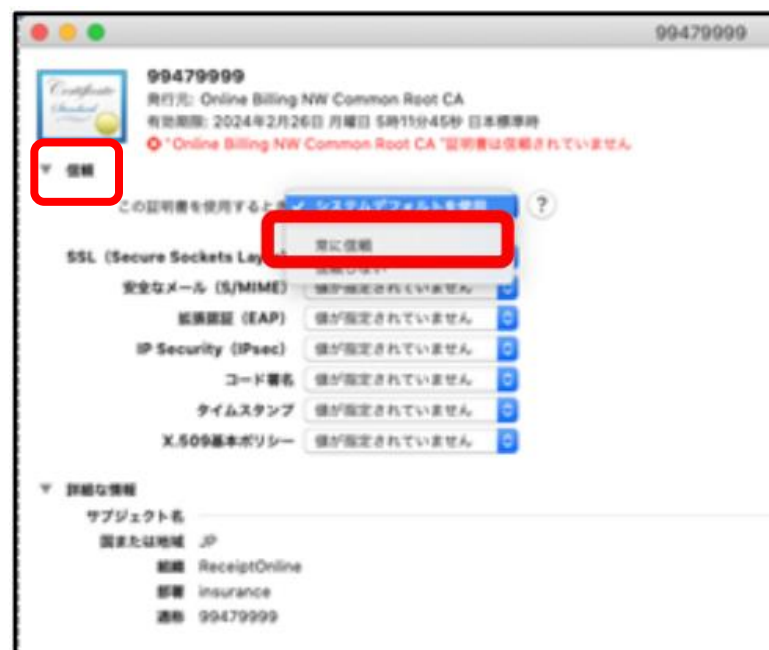 99479999
99479999
発行元: Online Billing NW Common Root CA
有効期限: 2024年2月26日 月曜日 5時11分45秒 日本標準時
"Online Billing NW Common Root CA"証明書は信頼されていません
信頼
この証明書を使用するとき
システムデフォルトを使用
?
常に信頼
信頼しない
SSL (Secure Sockets Lay
安全なメール (S/MIME) 値が指定されていません
拡張認証 (EAP) 値が指定されていません
IP Security (IPsec) 値が指定されていません
コード署名 値が指定されていません
タイムスタンプ 値が指定されていません
X.509基本ポリシー 値が指定されていません
詳細な情報
サブジェクト名
国または地域 JP
組織 ReceiptOnline
部署 insurance
通称 99479999